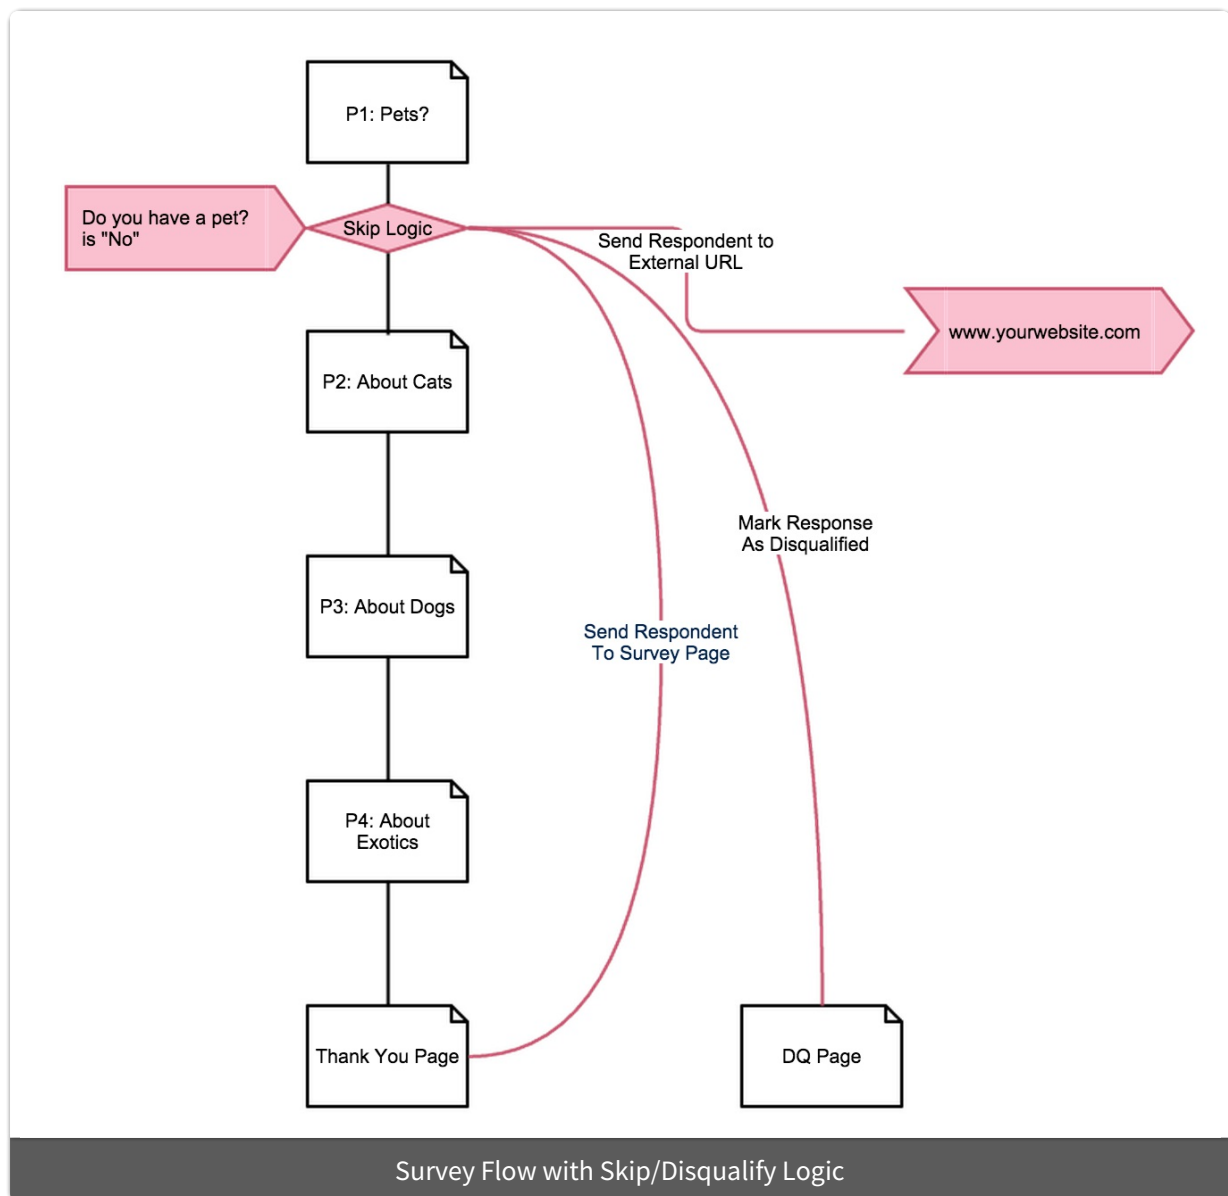 P1: Pets?
Do you have a pet?
is "No"
Skip Logic
Send Respondent to
External URL
www.yourwebsite.com
P2: About Cats
Mark Response
As Disqualified
P3: About Dogs
Send Respondent
To Survey Page
P4: About
Exotics
Thank You Page
DQ Page
Survey Flow with Skip/Disqualify Logic